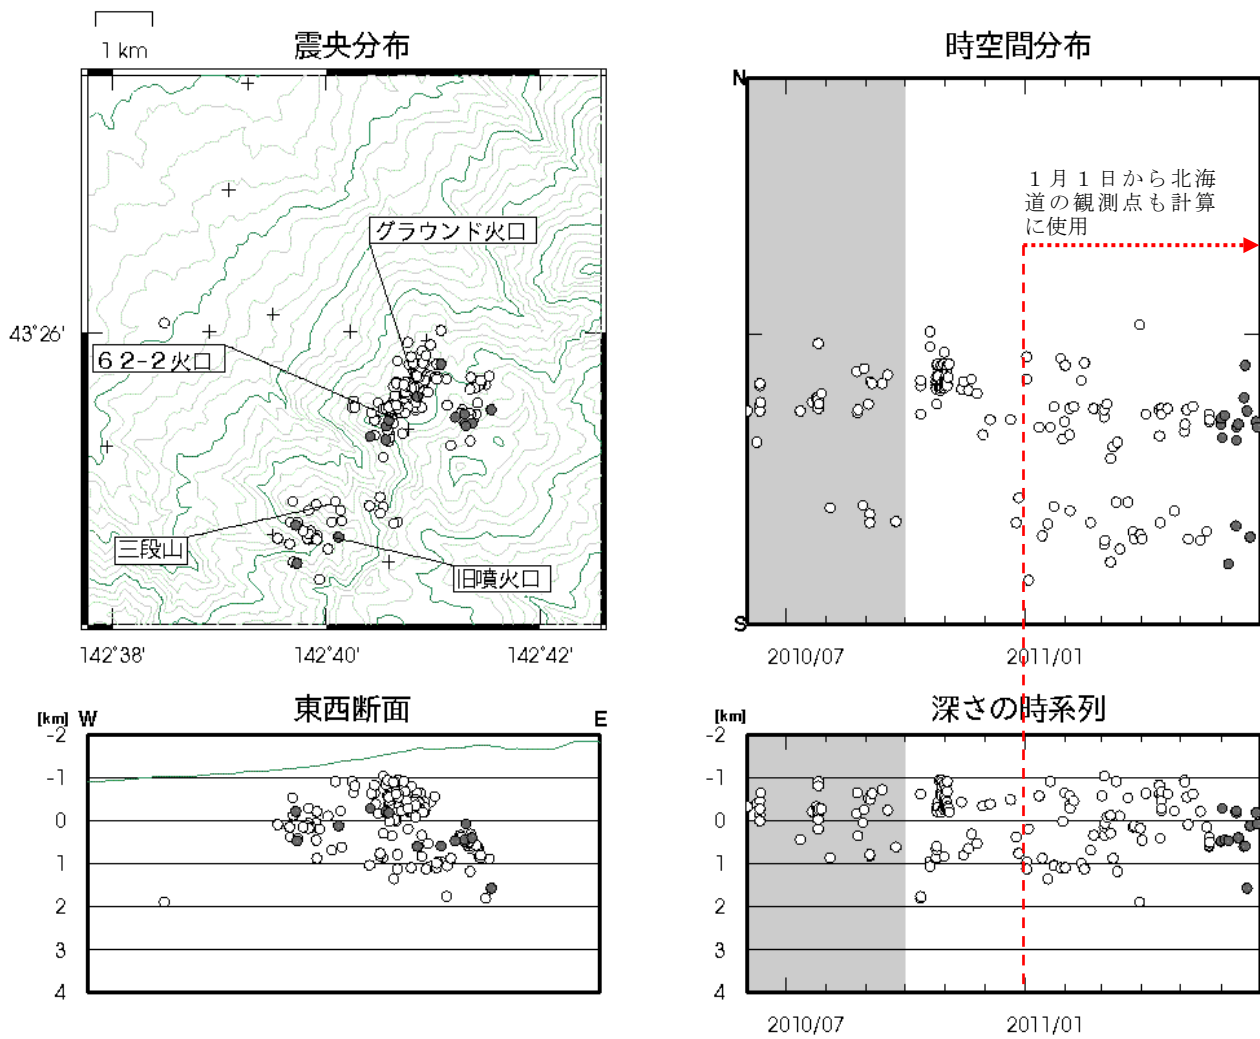 1 km
震央分布
グラウンド火口
43°26'
62-2火口
三段山
旧噴火口
142°38'
142°40'
142°42'
時空間分布
N
1月1日から北海
道の観測点も計算
に使用
S
2010/07
2011/01
東西断面
[km]
W
E
-2
-1
0
1
2
3
4
深さの時系列
[km]
-2
-1
0
1
2
3
4
2010/07
2011/01